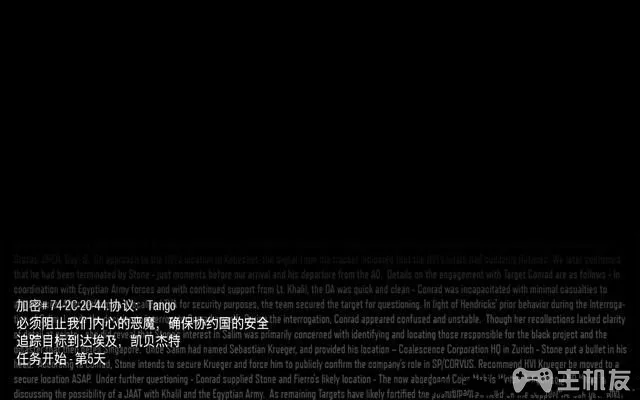 that he had been terminated by Stone - just moments before our arrival and his departure from the AO. Details on the engagement with Target Conrad are as follows - In
coordination with Egyptian Army forces and with continued support from Lt. Khalil, the OA was quick and clean - Conrad was incapacitated with minimal casualties to
for security purposes, the team secured the target for questioning. In light of Hendricks' prior behavior during the interroga-
the interrogation, Conrad appeared confused and unstable. Though her recollections lacked clarity
interest in Salim was primarily concerned with identifying and locating those responsible for the black project and the
Once Salim had named Sebastian Krueger, and provided his location - Coalescence Corporation HQ in Zurich - Stone put a bullet in his
to Conrad, Stone intends to secure Krueger and force him to publicly confirm the company's role in SP/CORVUS. Recommend HVI Krueger be moved to a
secure location ASAP. Under further questioning - Conrad supplied Stone and Fierro's likely location - The now
discussing the possibility of a JAAT with Khalil and the Egyptian Army. As remaining Targets have likely fortified the
加密# 74-2C-20-44.协议：Tango
必须阻止我们内心的恶魔，确保协约国的安全
追踪目标到达埃及，凯贝杰特
任务开始 - 第5天
主机友